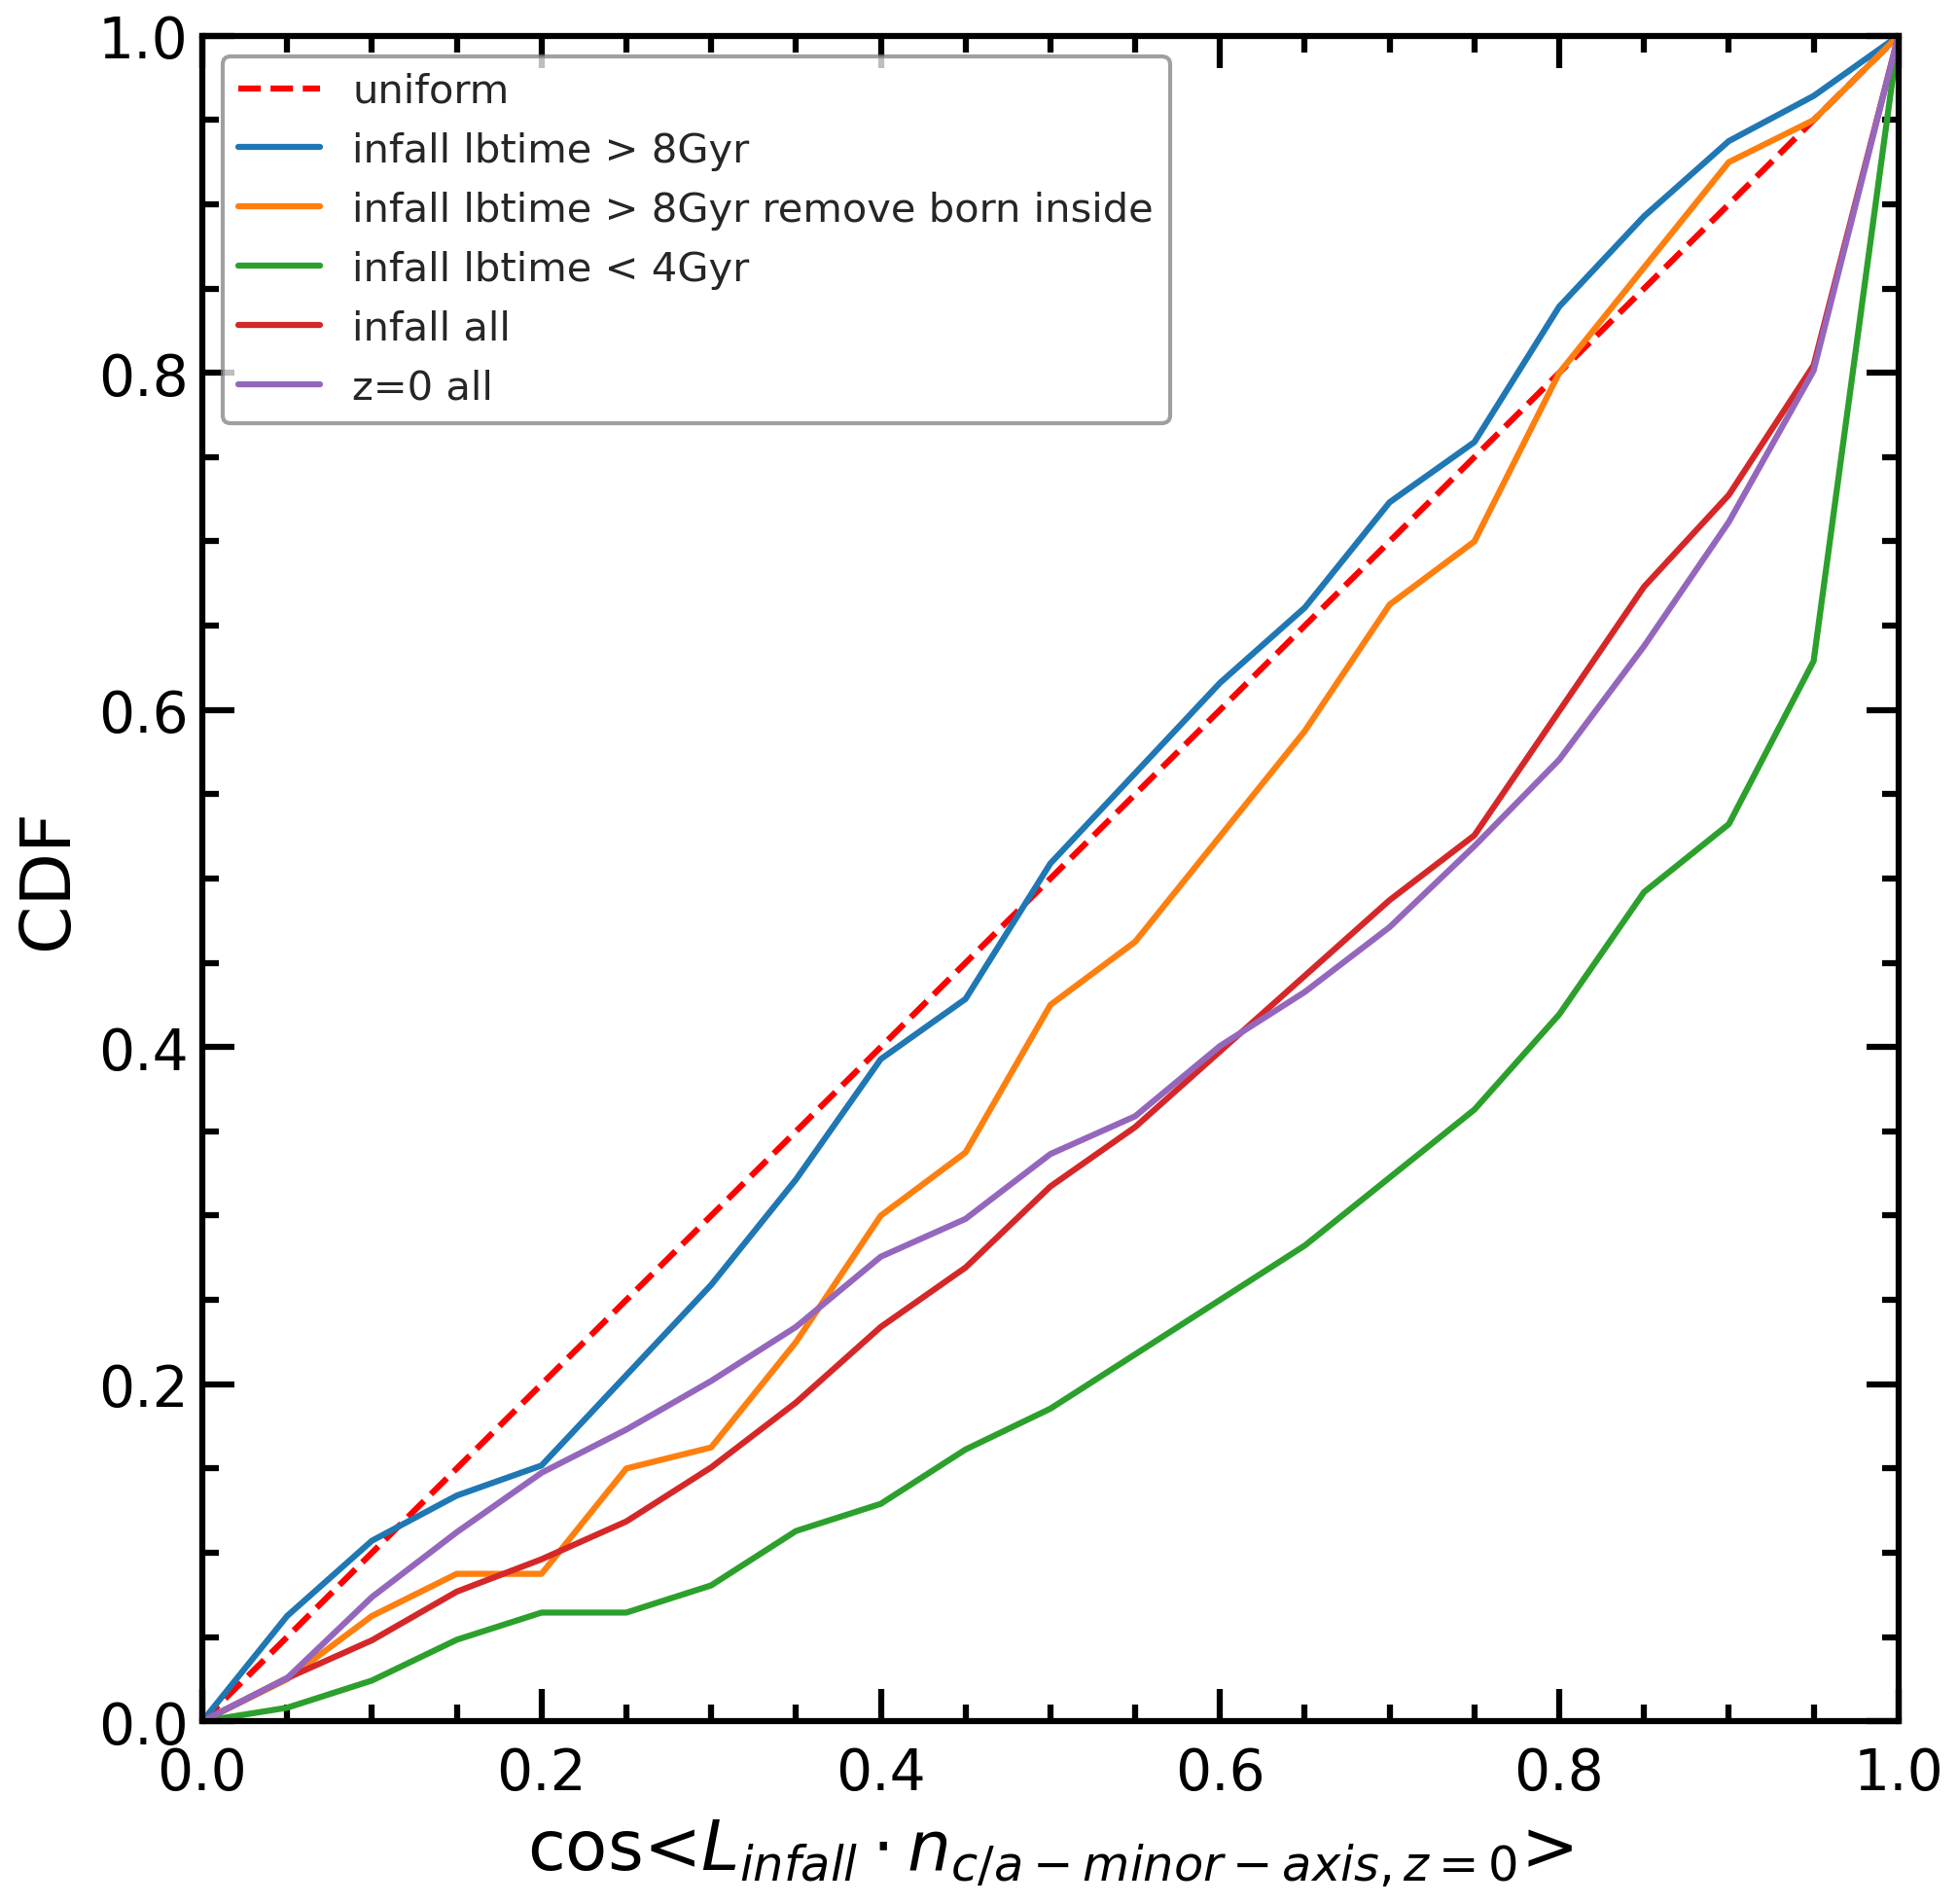 1.0
0.8
0.6
0.4
0.2
0.0
CDF
uniform
infall lbtime > 8Gyr
infall lbtime > 8Gyr remove born inside
infall lbtime < 4Gyr
infall all
z=0 all
0.0 0.2 0.4 0.6 0.8 1.0
cos<L_infall · n_c/a−minor−axis, z=0>